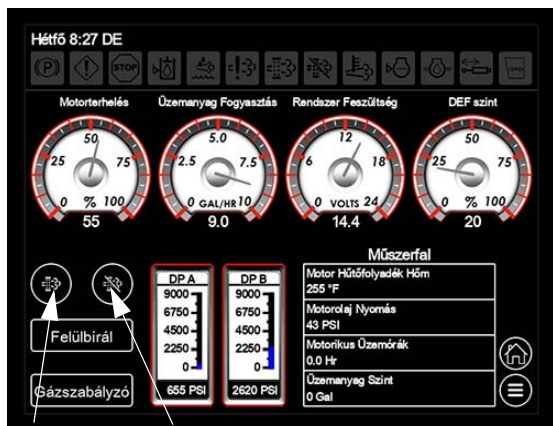 Hétfő 8:27 DE
(P) STOP
Motorterhelés Üzemanyag Fogyasztás Rendszer Feszültség DEF szint
50 5.0 12 50
25 75 2.5 7.5 6 18 25 75
0 % 100 0 GAL/HR 10 0 VOLTS 24 0 % 100
55 9.0 14.4 20
Műszerfal
DP A DP B
9000 9000
6750 6750
4500 4500
2250 2250
0 0
655 PSI 2620 PSI
Motor Hűtőfolyadék Hőm
255 °F
Motorolaj Nyomás
43 PSI
Motorikus Üzemórák
0.0 Hr
Üzemanyag Szint
0 Gal
Felülbírál
Gázszabályzó